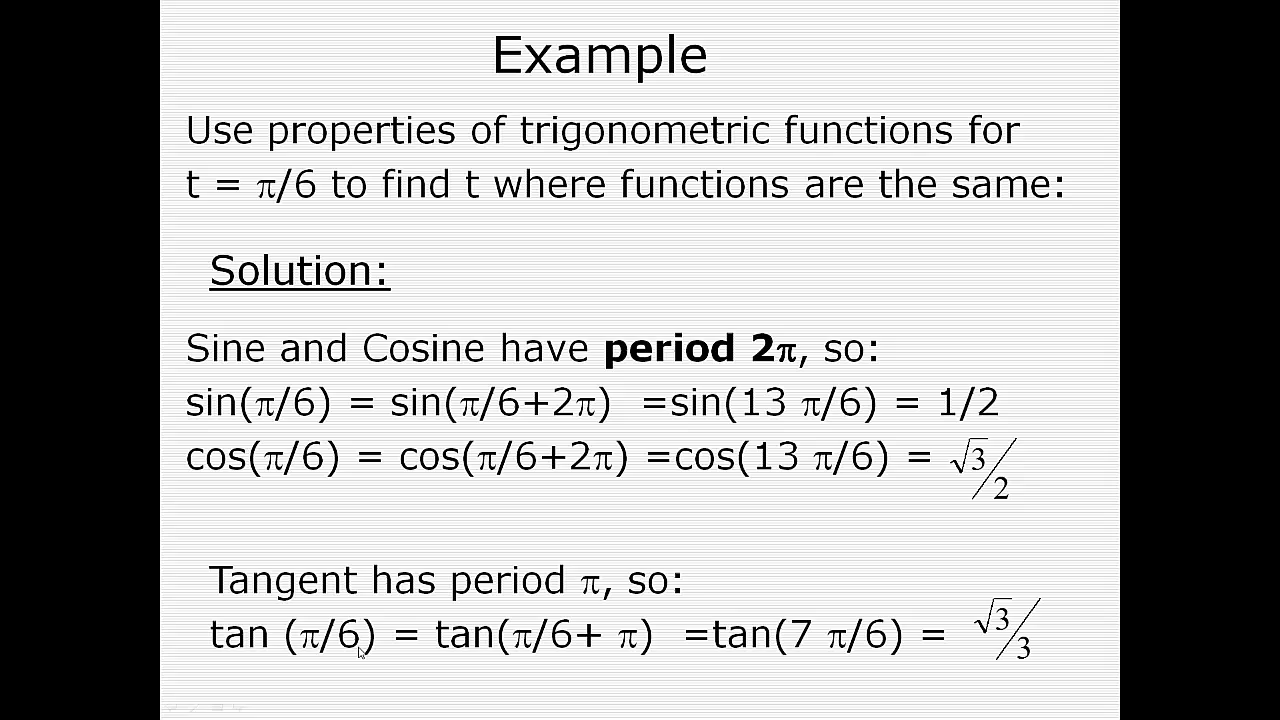 Example
Use properties of trigonometric functions for
t = π/6 to find t where functions are the same:
Solution:
Sine and Cosine have period 2π, so:
sin(π/6) = sin(π/6+2π) =sin(13 π/6) = 1/2
cos(π/6) = cos(π/6+2π) =cos(13 π/6) = √3/2
Tangent has period π, so:
tan (π/6) = tan(π/6+ π) =tan(7 π/6) = √3/3